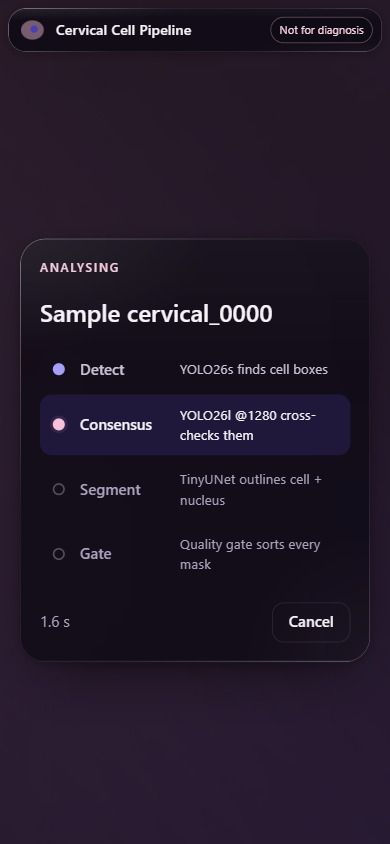 Cervical Cell Pipeline
Not for diagnosis
ANALYSING
Sample cervical_0000
Detect
YOLO26s finds cell boxes
Consensus
YOLO26l @1280 cross-
checks them
Segment
TinyUNet outlines cell +
nucleus
Gate
Quality gate sorts every
mask
1.6 s
Cancel